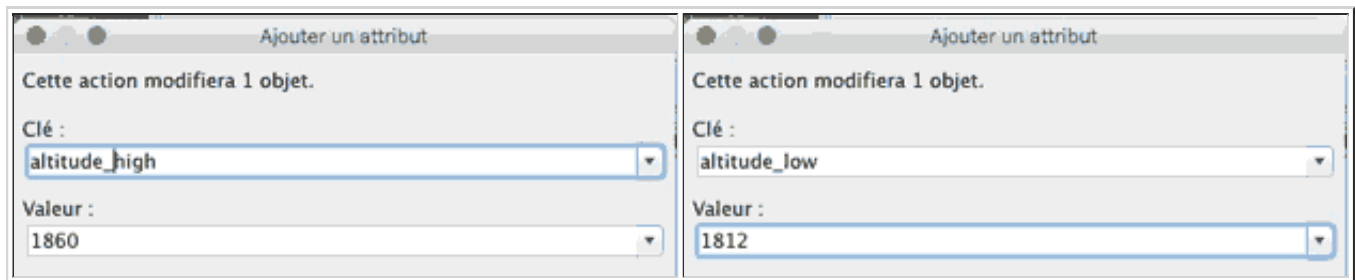 Ajouter un attribut
Cette action modifiera 1 objet.
Clé :
altitude_high
Valeur :
1860
Ajouter un attribut
Cette action modifiera 1 objet.
Clé :
altitude_low
Valeur :
1812